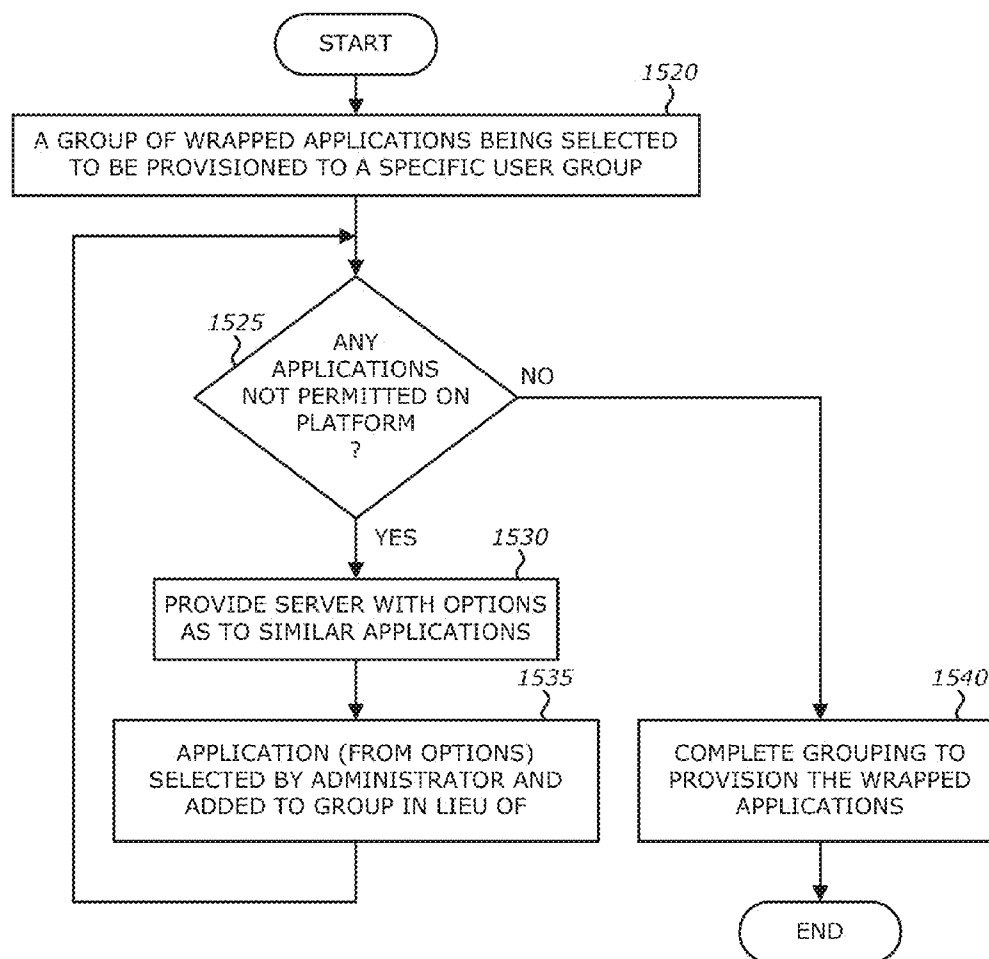 START
1520
A GROUP OF WRAPPED APPLICATIONS BEING SELECTED
TO BE PROVISIONED TO A SPECIFIC USER GROUP
1525
ANY
APPLICATIONS
NOT PERMITTED ON
PLATFORM
?
NO
YES
1530
PROVIDE SERVER WITH OPTIONS
AS TO SIMILAR APPLICATIONS
1535
APPLICATION (FROM OPTIONS)
SELECTED BY ADMINISTRATOR AND
ADDED TO GROUP IN LIEU OF
1540
COMPLETE GROUPING TO
PROVISION THE WRAPPED
APPLICATIONS
END